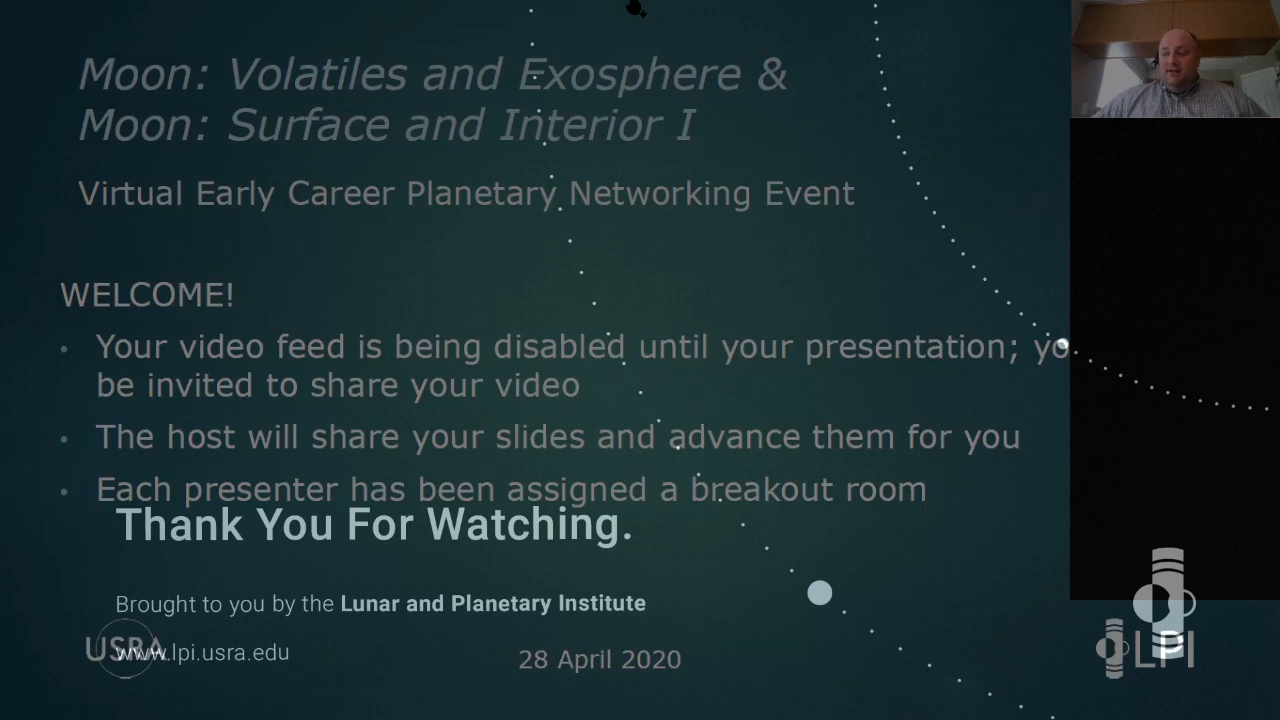 Moon: Volatiles and Exosphere &
Moon: Surface and Interior I
Virtual Early Career Planetary Networking Event
WELCOME!
• Your video feed is being disabled until your presentation; yo
be invited to share your video
• The host will share your slides and advance them for you
• Each presenter has been assigned a breakout room
Thank You For Watching.
Brought to you by the Lunar and Planetary Institute
USRA
www.lpi.usra.edu
28 April 2020
LPI